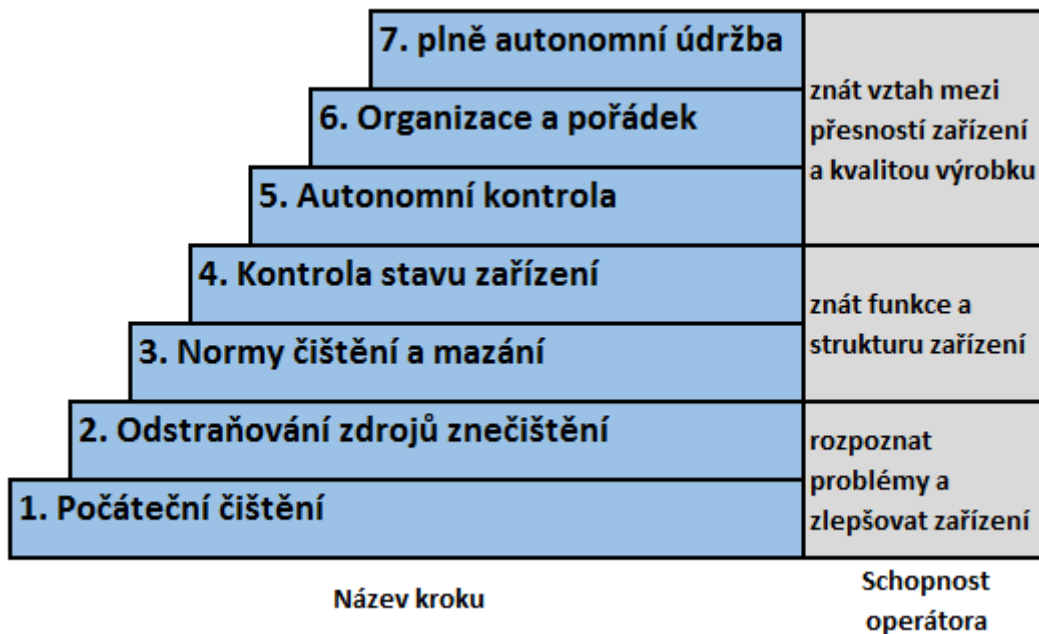 7. plně autonomní údržba
6. Organizace a pořádek
5. Autonomní kontrola
znát vztah mezi
přesností zařízení
a kvalitou výrobku
4. Kontrola stavu zařízení
3. Normy čištění a mazání
znát funkce a
strukturu zařízení
2. Odstraňování zdrojů znečištění
1. Počáteční čištění
rozpoznat
problémy a
zlepšovat zařízení
Název kroku
Schopnost
operátora